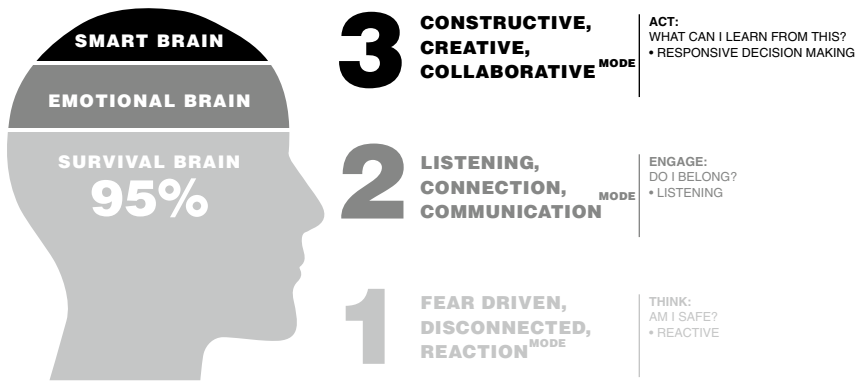 SMART BRAIN
EMOTIONAL BRAIN
SURVIVAL BRAIN
95%
3
CONSTRUCTIVE,
CREATIVE,
COLLABORATIVE MODE
ACT:
WHAT CAN I LEARN FROM THIS?
• RESPONSIVE DECISION MAKING
2
LISTENING,
CONNECTION,
COMMUNICATION MODE
ENGAGE:
DO I BELONG?
• LISTENING
1
FEAR DRIVEN,
DISCONNECTED,
REACTION MODE
THINK:
AM I SAFE?
• REACTIVE